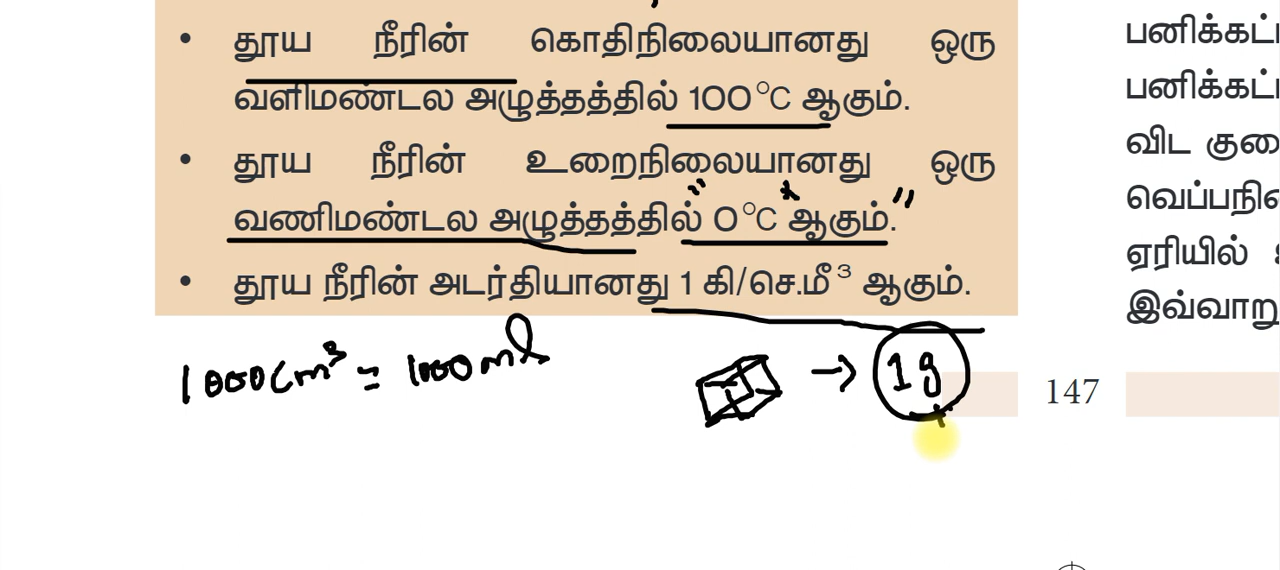 • தூய நீரின் கொதிநிலையானது ஒரு
வளிமண்டல அழுத்தத்தில் 100°C ஆகும்.
• தூய நீரின் உறைநிலையானது ஒரு
வணிமண்டல அழுத்தத்தில் 0°C ஆகும்.
• தூய நீரின் அடர்தியானது 1 கி/செ.மீ³ ஆகும்.
1000cm³ = 1000ml
→ 1g
147
பனிக்கட்
பனிக்கட்
விட குறை
வெப்பநி
ஏரியில்
இவ்வாறு